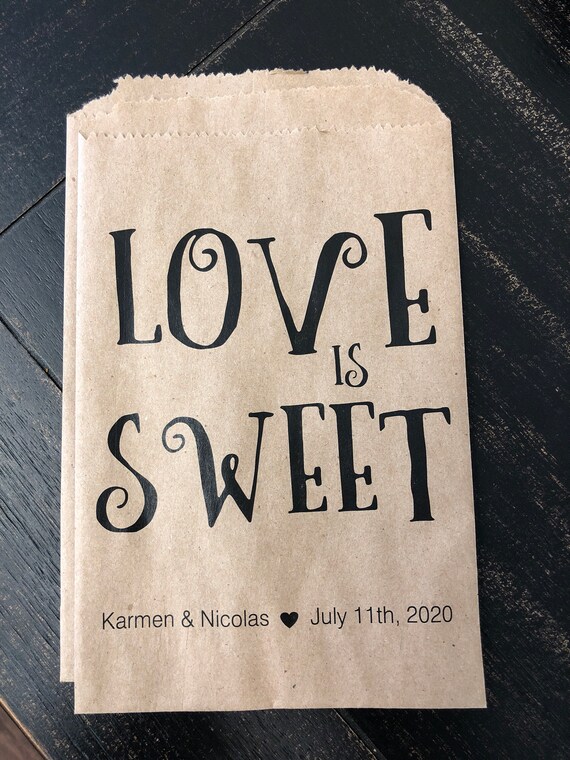 LOVE
IS
SWEET
Karmen & Nicolas ♥ July 11th, 2020